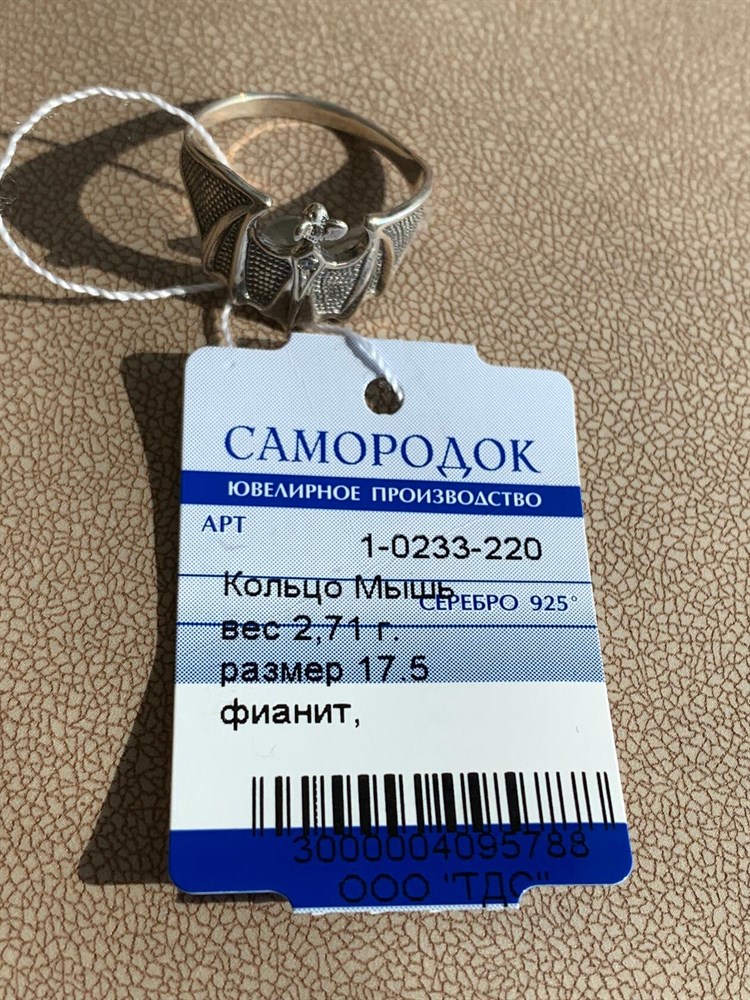 САМОРОДОК
ЮВЕЛИРНОЕ ПРОИЗВОДСТВО
АРТ
1-0233-220
Кольцо Мышь
СЕРЕБРО 925°
вес 2,71 г.
размер 17.5
фианит,
3000004095788
ООО "ТДС"